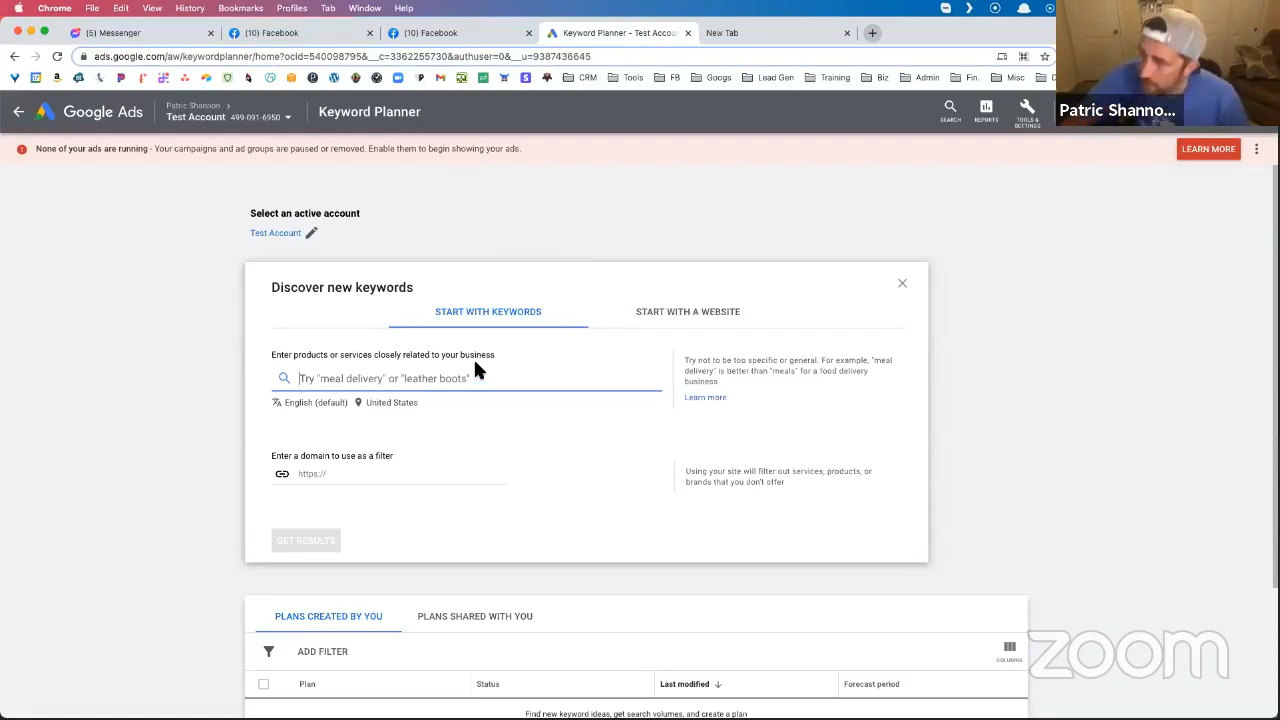 Chrome File Edit View History Bookmarks Profiles Tab Window Help
(5) Messenger
(10) Facebook
(10) Facebook
Keyword Planner - Test Accou
New Tab
ads.google.com/aw/keywordplanner/home?ocid=540098795&__c=3362255730&authuser=0&__u=9387436645
CRM Tools FB Googs Lead Gen Training Biz Admin Fin. Misc
Patric Shanno...
Google Ads
Patric Shannon
Test Account 499-091-6950
Keyword Planner
SEARCH
REPORTS
TOOLS & SETTINGS
None of your ads are running - Your campaigns and ad groups are paused or removed. Enable them to begin showing your ads.
LEARN MORE
Select an active account
Test Account
Discover new keywords
START WITH KEYWORDS
START WITH A WEBSITE
Enter products or services closely related to your business
Try "meal delivery" or "leather boots"
English (default) United States
Try not to be too specific or general. For example, "meal
delivery" is better than "meals" for a food delivery
business
Learn more
Enter a domain to use as a filter
https://
Using your site will filter out services, products, or
brands that you don't offer
GET RESULTS
PLANS CREATED BY YOU
PLANS SHARED WITH YOU
ADD FILTER
COLUMNS
Plan Status Last modified Forecast period
Find new keyword ideas, get search volumes, and create a plan
zoom